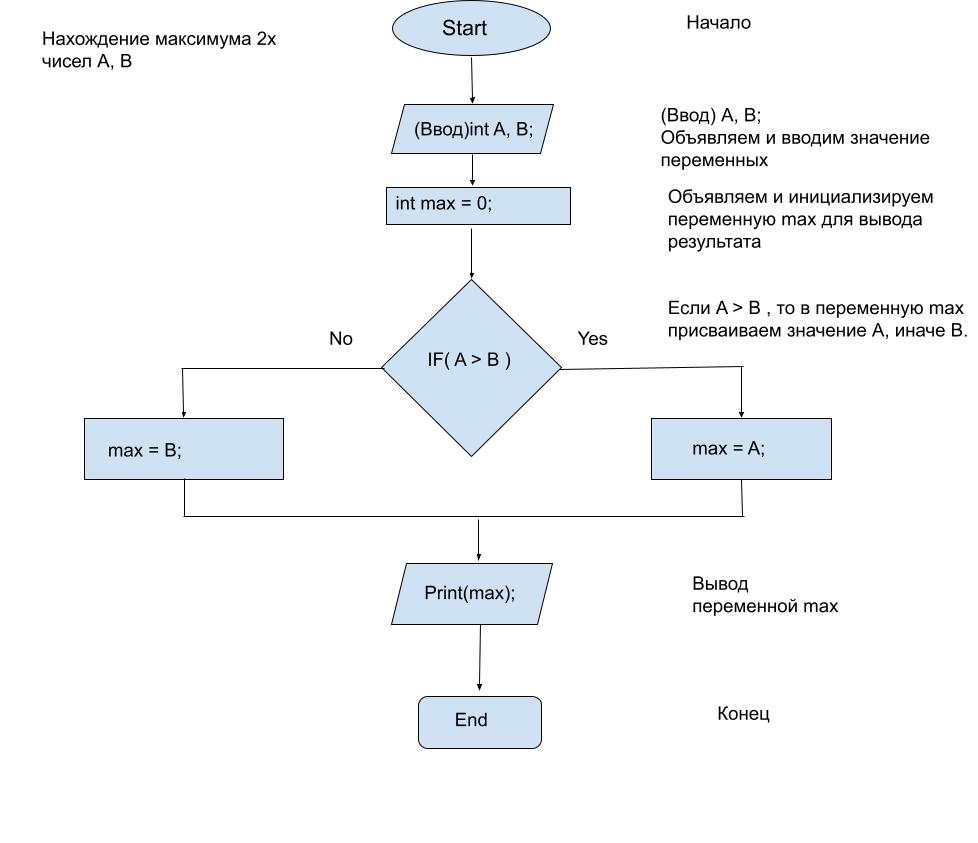 Нахождение максимума 2х
чисел A, B
Start
Начало
(Ввод)int A, B;
(Ввод) A, B;
Объявляем и вводим значение
переменных
int max = 0;
Объявляем и инициализируем
переменную max для вывода
результата
Если A > B , то в переменную max
присваиваем значение A, иначе B.
No
IF( A > B )
Yes
max = B;
max = A;
Print(max);
Вывод
переменной max
End
Конец